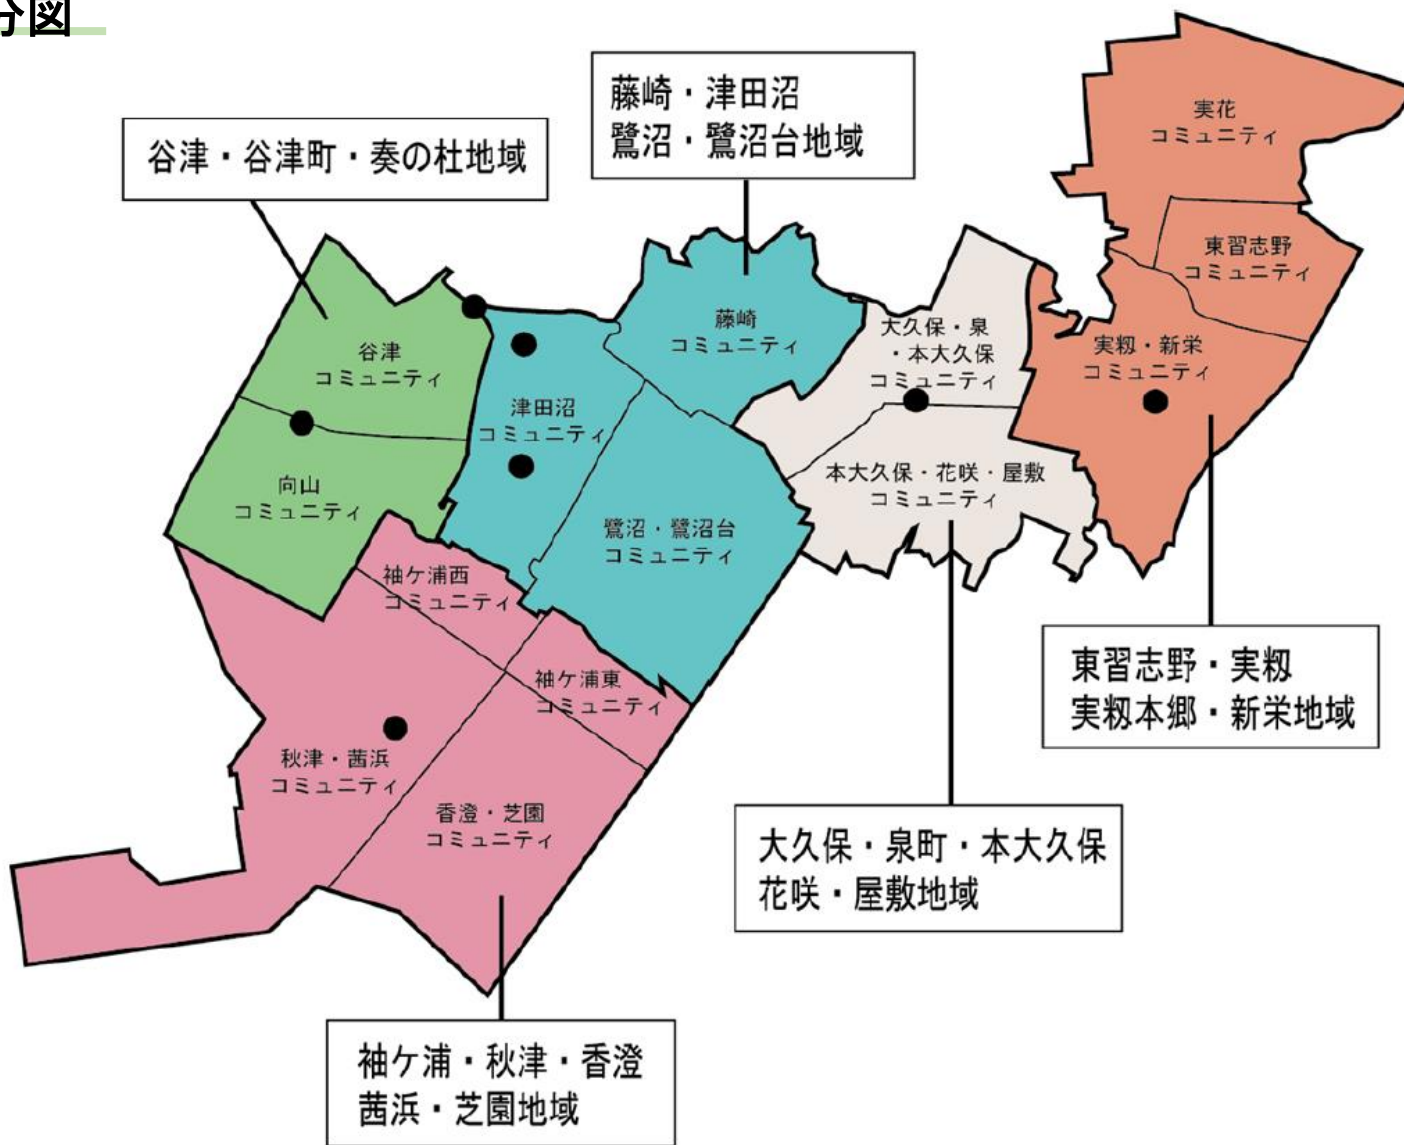 分図
藤崎・津田沼
鷺沼・鷺沼台地域
谷津・谷津町・奏の杜地域
実花
コミュニティ
東習志野
コミュニティ
藤崎
コミュニティ
大久保・泉
・本大久保
コミュニティ
実籾・新栄
コミュニティ
谷津
コミュニティ
津田沼
コミュニティ
向山
コミュニティ
本大久保・花咲・屋敷
コミュニティ
鷺沼・鷺沼台
コミュニティ
袖ケ浦西
コミュニティ
袖ケ浦東
コミュニティ
東習志野・実籾
実籾本郷・新栄地域
秋津・茜浜
コミュニティ
香澄・芝園
コミュニティ
大久保・泉町・本大久保
花咲・屋敷地域
袖ケ浦・秋津・香澄
茜浜・芝園地域